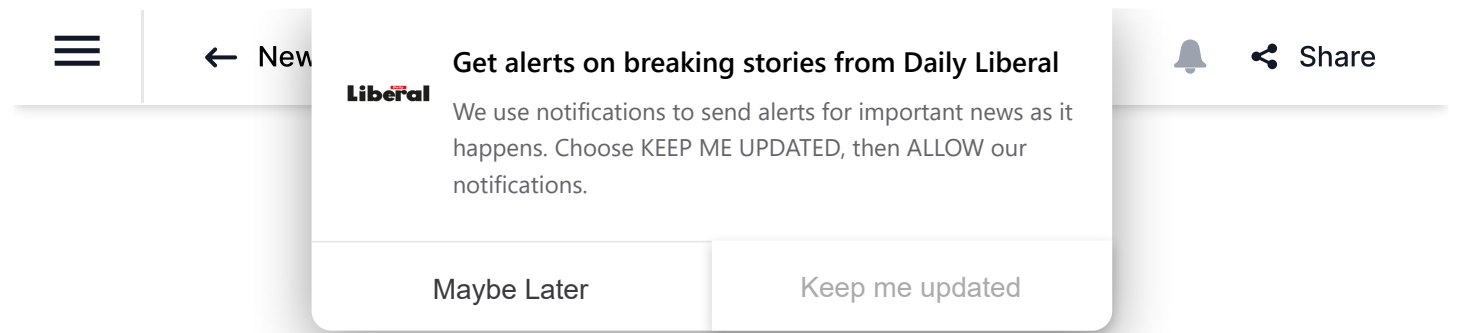 New
Share
Get alerts on breaking stories from Daily Liberal
Liberal
We use notifications to send alerts for important news as it
happens. Choose KEEP ME UPDATED, then ALLOW our
notifications.
Maybe Later
Keep me updated